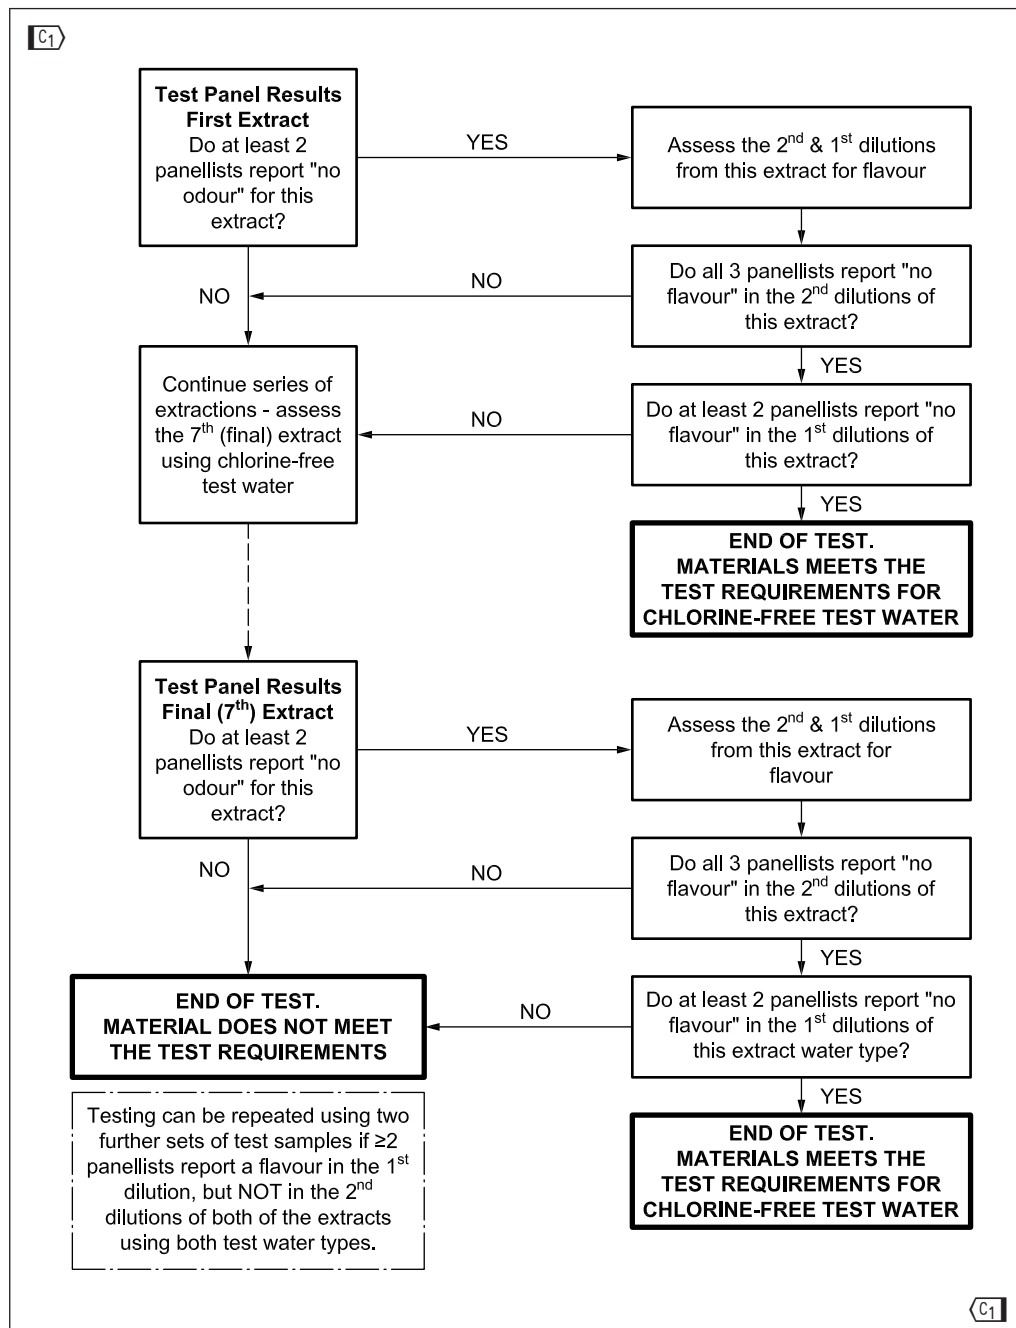 C1
Test Panel Results
First Extract
Do at least 2
panellists report "no
odour" for this
extract?
YES
Assess the 2nd & 1st dilutions
from this extract for flavour
NO
NO
Do all 3 panellists report "no
flavour" in the 2nd dilutions of
this extract?
YES
Continue series of
extractions - assess
the 7th (final) extract
using chlorine-free
test water
NO
Do at least 2 panellists report "no
flavour" in the 1st dilutions of
this extract?
YES
END OF TEST.
MATERIALS MEETS THE
TEST REQUIREMENTS FOR
CHLORINE-FREE TEST WATER
Test Panel Results
Final (7th) Extract
Do at least 2
panellists report "no
odour" for this
extract?
YES
Assess the 2nd & 1st dilutions
from this extract for
flavour
NO
NO
Do all 3 panellists report "no
flavour" in the 2nd dilutions of
this extract?
YES
END OF TEST.
MATERIAL DOES NOT MEET
THE TEST REQUIREMENTS
NO
Do at least 2 panellists report "no
flavour" in the 1st dilutions of
this extract water type?
YES
Testing can be repeated using two
further sets of test samples if ≥2
panellists report a flavour in the 1st
dilution, but NOT in the 2nd
dilutions of both of the extracts
using both test water types.
END OF TEST.
MATERIALS MEETS THE
TEST REQUIREMENTS FOR
CHLORINE-FREE TEST WATER
C1